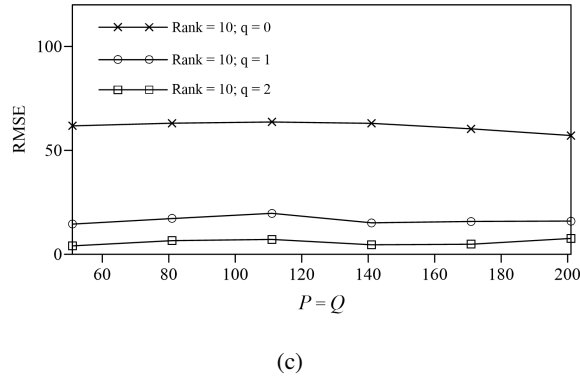 100
Rank = 10; q = 0
Rank = 10; q = 1
Rank = 10; q = 2
RMSE
50
0
60 80 100 120 140 160 180 200
P = Q
(c)